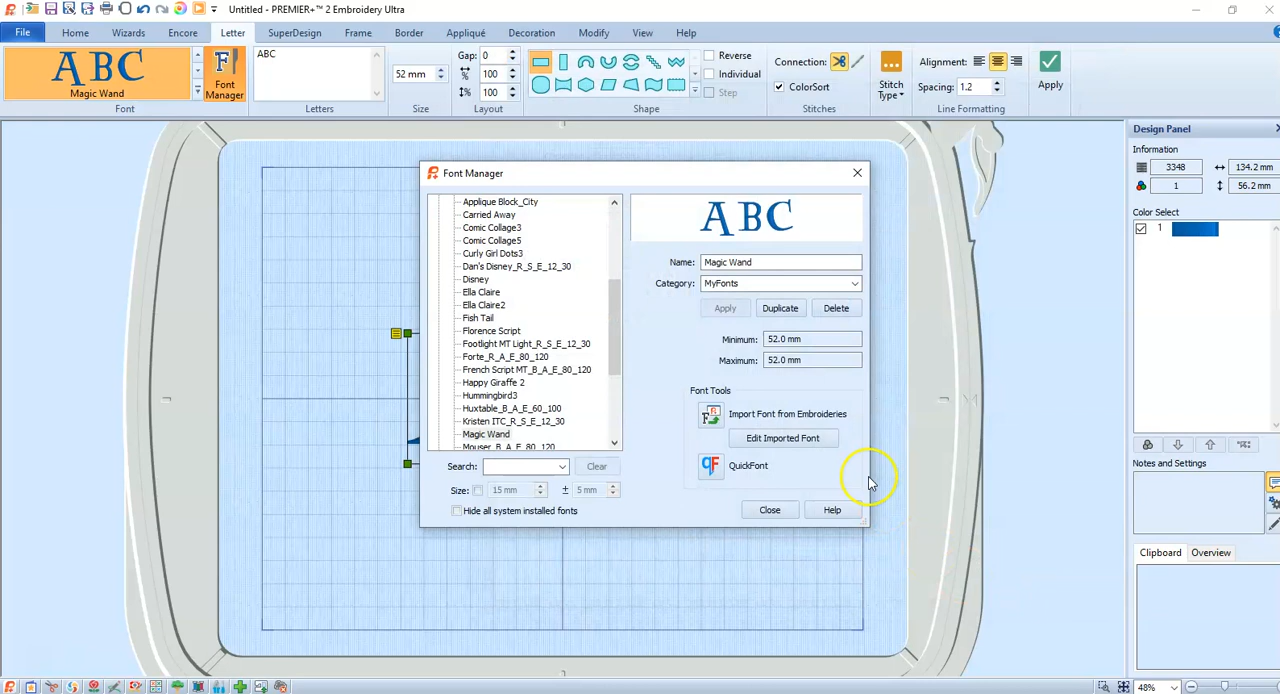 Untitled - PREMIER+™ 2 Embroidery Ultra
File Home Wizards Encore Letter SuperDesign Frame Border Appliqué Modify Decoration View Help
ABC
Magic Wand
Font
Font Manager
ABC
Letters
52 mm
Size
Gap: 0
% 100
% 100
Layout
Shape
Reverse
Individual
Step
Connection:
ColorSort
Stitches
Stitch Type
Alignment:
Spacing: 1.2
Line Formatting
Apply
Font Manager
Applique Block_City
Carried Away
Comic Collage3
Comic Collage5
Curly Girl Dots3
Dan's Disney_R_S_E_12_30
Disney
Ella Claire
Ella Claire2
Fish Tail
Florence Script
Footlight MT Light_R_S_E_12_30
Forte_R_A_E_80_120
French Script MT_B_A_E_80_120
Happy Giraffe 2
Hummingbird3
Huxtable_B_A_E_60_100
Kristen ITC_R_S_E_12_30
Magic Wand
Mouser_B_A_E_80_120
Search: Clear
Size: 15 mm ± 5 mm
Hide all system installed fonts
ABC
Name: Magic Wand
Category: MyFonts
Apply Duplicate Delete
Minimum: 52.0 mm
Maximum: 52.0 mm
Font Tools
Import Font from Embroideries
Edit Imported Font
QuickFont
Close Help
Design Panel
Information
3348 134.2 mm
1 56.2 mm
Color Select
1
Notes and Settings
Clipboard Overview
48%